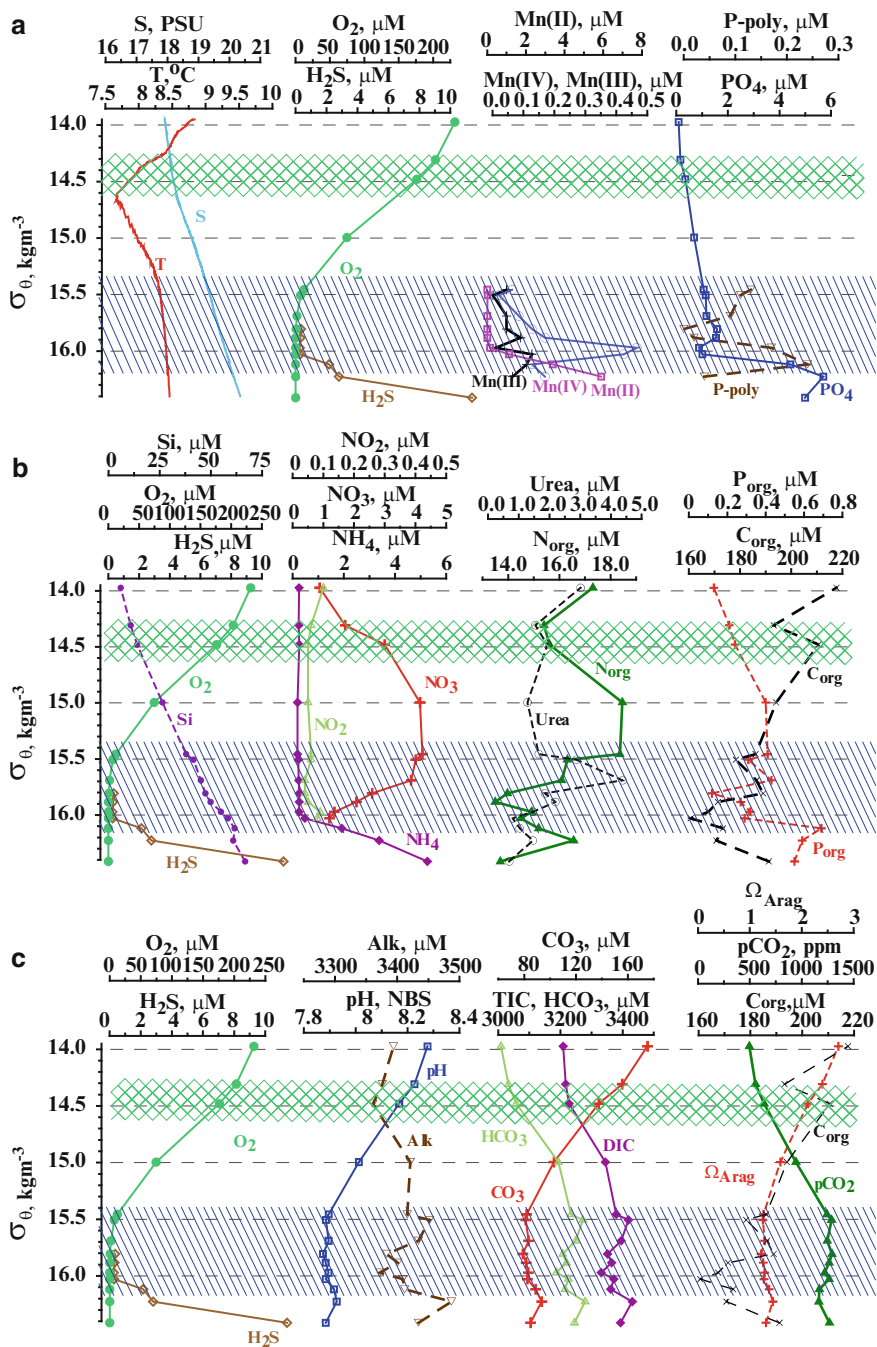 a
S, PSU
16 17 18 19 20 21
T,°C
7.5 8 8.5 9 9.5 10
O2, μM
0 50 100 150 200
H2S, μM
0 2 4 6 8 10
Mn(II) μM
0 2 4 6 8
Mn(IV), Mn(III), μM
0.0 0.1 0.2 0.3 0.4 0.5
P-poly, μM
0.0 0.1 0.2 0.3
PO4, μM
0 2 4 6
14.0
14.5
15.0
15.5
16.0
σθ, kgm-3
S
T
O2
H2S
Mn(III)
Mn(IV)
Mn(II)
P-poly
PO4
b
Si, μM
0 25 50 75
O2, μM
0 50 100 150 200 250
H2S,μM
0 2 4 6 8 10
NO2, μM
0 0.1 0.2 0.3 0.4 0.5
NO3, μM
0 1 2 3 4 5
NH4, μM
0 2 4 5 6
Urea, μM
0.0 1.0 2.0 3.0 4.0 5.0
Norg, μM
14.0 15.0 16.0 17.0 18.0
Porg, μM
0 0.2 0.4 0.6 0.8
Corg, μM
160 180 200 220
14.0
14.5
15.0
15.5
16.0
σθ, kgm-3
O2
Si
H2S
NO3
NO2
NH4
Norg
Urea
Corg
Porg
c
O2, μM
0 50 100 150 200 250
H2S, μM
0 2 4 6 8 10
Alk, μM
3300 3400 3500
pH, NBS
7.8 8 8.2 8.4
CO3, μM
80 120 160
TIC, HCO3, μM
3000 3200 3400
ΩArag
0 1 2 3
pCO2, ppm
0 500 1000 1500
Corg,μM
160 180 200 220
14.0
14.5
15.0
15.5
16.0
σθ, kgm-3
O2
H2S
pH
Alk
HCO3
DIC
CO3
Corg
ΩArag
pCO2